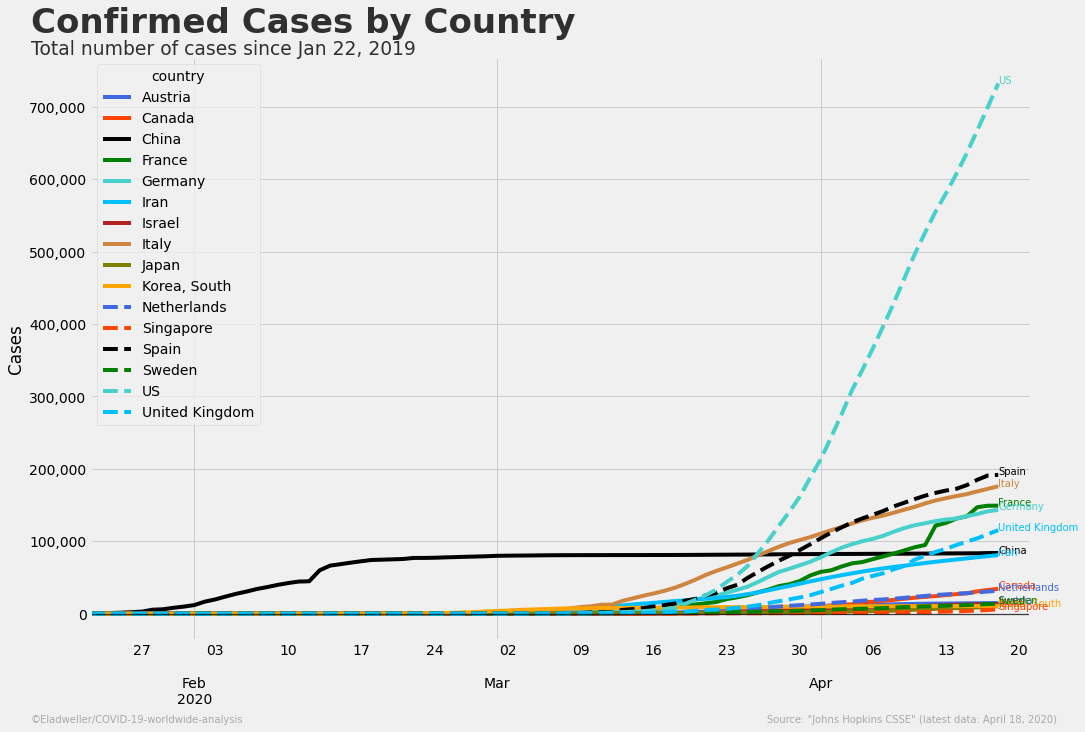 Confirmed Cases by Country
Total number of cases since Jan 22, 2019
country
Austria
Canada
China
France
Germany
Iran
Israel
Italy
Japan
Korea, South
Netherlands
Singapore
Spain
Sweden
US
United Kingdom
Cases
700,000
600,000
500,000
400,000
300,000
200,000
100,000
0
US
Spain
Italy
France
Germany
United Kingdom
China
Canada
Netherlands
Sweden
South
Singapore
27 03 10 17 24 02 09 16 23 30 06 13 20
Feb Mar Apr
2020
©Eladweller/COVID-19-worldwide-analysis
Source: "Johns Hopkins CSSE" (latest data: April 18, 2020)